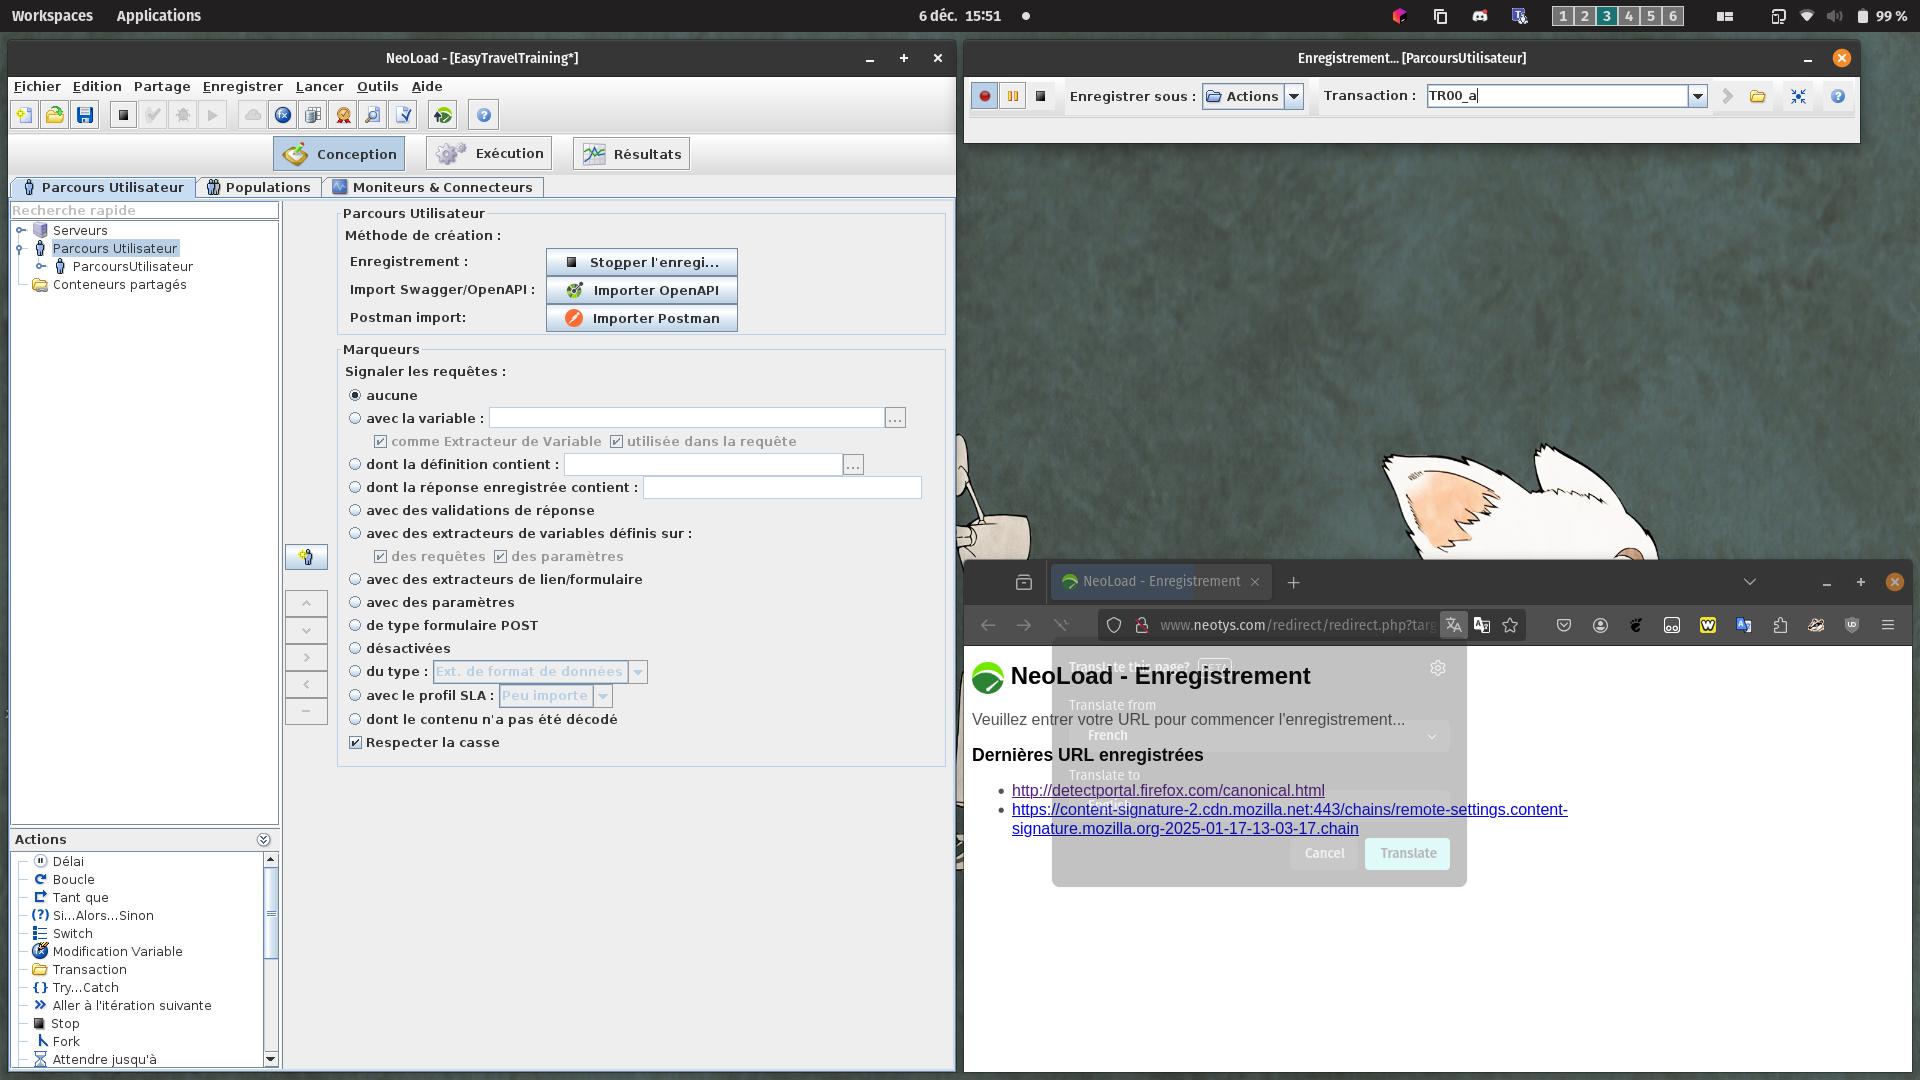 Workspaces Applications 6 déc. 15:51 1 2 3 4 5 6 99 %
NeoLoad - [EasyTravelTraining*]
Fichier Edition Partage Enregistrer Lancer Outils Aide
Conception Exécution Résultats
Parcours Utilisateur Populations Moniteurs & Connecteurs
Recherche rapide
Serveurs
Parcours Utilisateur
ParcoursUtilisateur
Conteneurs partagés
Parcours Utilisateur
Méthode de création :
Enregistrement : Stopper l'enregi...
Import Swagger/OpenAPI : Importer OpenAPI
Postman import: Importer Postman
Marqueurs
Signaler les requêtes :
aucune
avec la variable : ...
comme Extracteur de Variable utilisée dans la requête
dont la définition contient : ...
dont la réponse enregistrée contient :
avec des validations de réponse
avec des extracteurs de variables définis sur :
des requêtes des paramètres
avec des extracteurs de lien/formulaire
avec des paramètres
de type formulaire POST
désactivées
du type : Ext. de format de données
avec le profil SLA : Peu importe
dont le contenu n'a pas été décodé
Respecter la casse
Actions
Délai
Boucle
Tant que
Si...Alors...Sinon
Switch
Modification Variable
Transaction
Try...Catch
Aller à l'itération suivante
Stop
Fork
Attendre jusqu'à
Enregistrement... [ParcoursUtilisateur]
Enregistrer sous : Actions Transaction : TR00_a
NeoLoad - Enregistrement
www.neotys.com/redirect/redirect.php?targ
NeoLoad - Enregistrement
Translate this page? BETA
Translate from
Veuillez entrer votre URL pour commencer l'enregistrement...
French
Dernières URL enregistrées
Translate to
http://detectportal.firefox.com/canonical.html
https://content-signature-2.cdn.mozilla.net:443/chains/remote-settings.content-
signature.mozilla.org-2025-01-17-13-03-17.chain
Cancel Translate